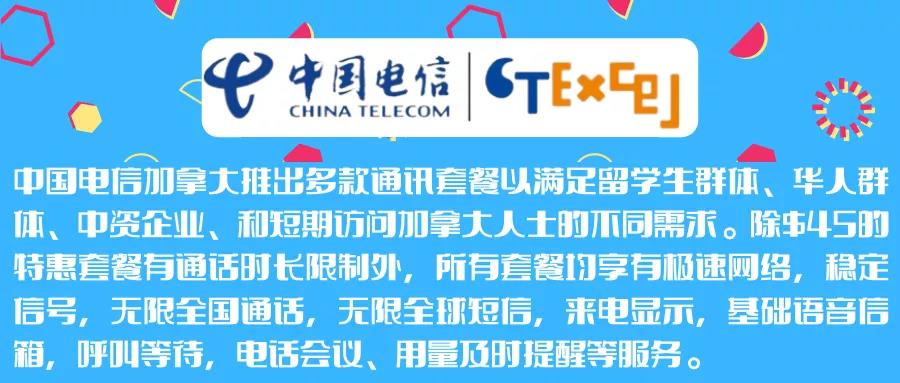 中国电信 CTExcel
CHINA TELECOM
中国电信加拿大推出多款通讯套餐以满足留学生群体、华人群
体、中资企业、和短期访问加拿大人士的不同需求。除$45的
特惠套餐有通话时长限制外，所有套餐均享有极速网络，稳定
信号，无限全国通话，无限全球短信，来电显示，基础语音信
箱，呼叫等待，电话会议、用量及时提醒等服务。